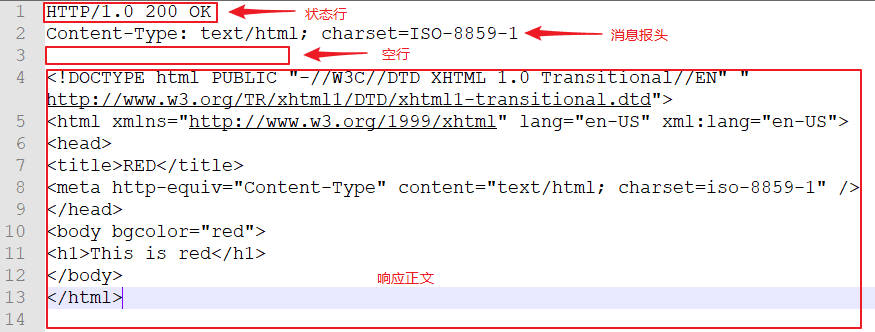 1 HTTP/1.0 200 OK 状态行
2 Content-Type: text/html; charset=ISO-8859-1 消息报头
3 空行
4 <!DOCTYPE html PUBLIC "-//W3C//DTD XHTML 1.0 Transitional//EN" "
http://www.w3.org/TR/xhtml1/DTD/xhtml1-transitional.dtd">
5 <html xmlns="http://www.w3.org/1999/xhtml" lang="en-US" xml:lang="en-US">
6 <head>
7 <title>RED</title>
8 <meta http-equiv="Content-Type" content="text/html; charset=iso-8859-1" />
9 </head>
10 <body bgcolor="red">
11 <h1>This is red</h1>
12 </body> 响应正文
13 </html>
14